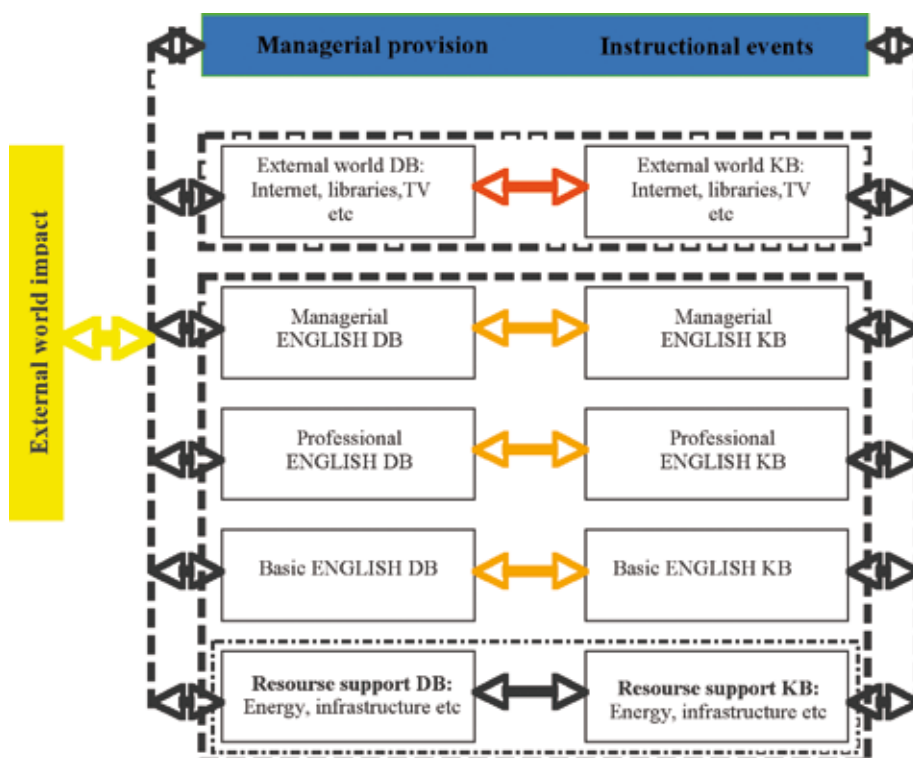 Managerial provision
Instructional events
External world impact
External world DB:
Internet, libraries,TV
etc
External world KB:
Internet, libraries,TV
etc
Managerial
ENGLISH DB
Managerial
ENGLISH KB
Professional
ENGLISH DB
Professional
ENGLISH KB
Basic ENGLISH DB
Basic ENGLISH KB
Resourse support DB:
Energy, infrastructure etc
Resourse support KB:
Energy, infrastructure etc